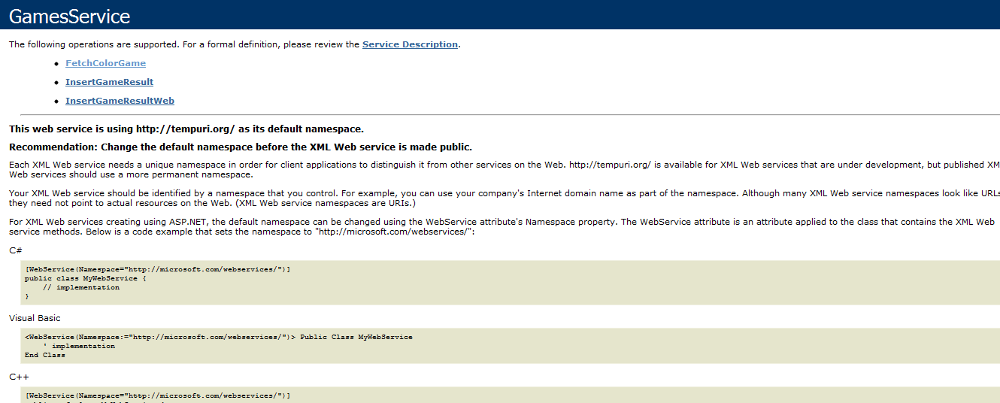 GamesService
The following operations are supported. For a formal definition, please review the Service Description.
FetchColorGame
InsertGameResult
InsertGameResultWeb
This web service is using http://tempuri.org/ as its default namespace.
Recommendation: Change the default namespace before the XML Web service is made public.
Each XML Web service needs a unique namespace in order for client applications to distinguish it from other services on the Web. http://tempuri.org/ is available for XML Web services that are under development, but published XM
Web services should use a more permanent namespace.
Your XML Web service should be identified by a namespace that you control. For example, you can use your company's Internet domain name as part of the namespace. Although many XML Web service namespaces look like URLs
they need not point to actual resources on the Web. (XML Web service namespaces are URIs.)
For XML Web services creating using ASP.NET, the default namespace can be changed using the WebService attribute's Namespace property. The WebService attribute is an attribute applied to the class that contains the XML Web
service methods. Below is a code example that sets the namespace to "http://microsoft.com/webservices/":
C#
[WebService(Namespace="http://microsoft.com/webservices/")]
public class MyWebService {
// implementation
}
Visual Basic
<WebService(Namespace:="http://microsoft.com/webservices/")> Public Class MyWebService
' implementation
End Class
C++
[WebService(Namespace="http://microsoft.com/webservices/")]